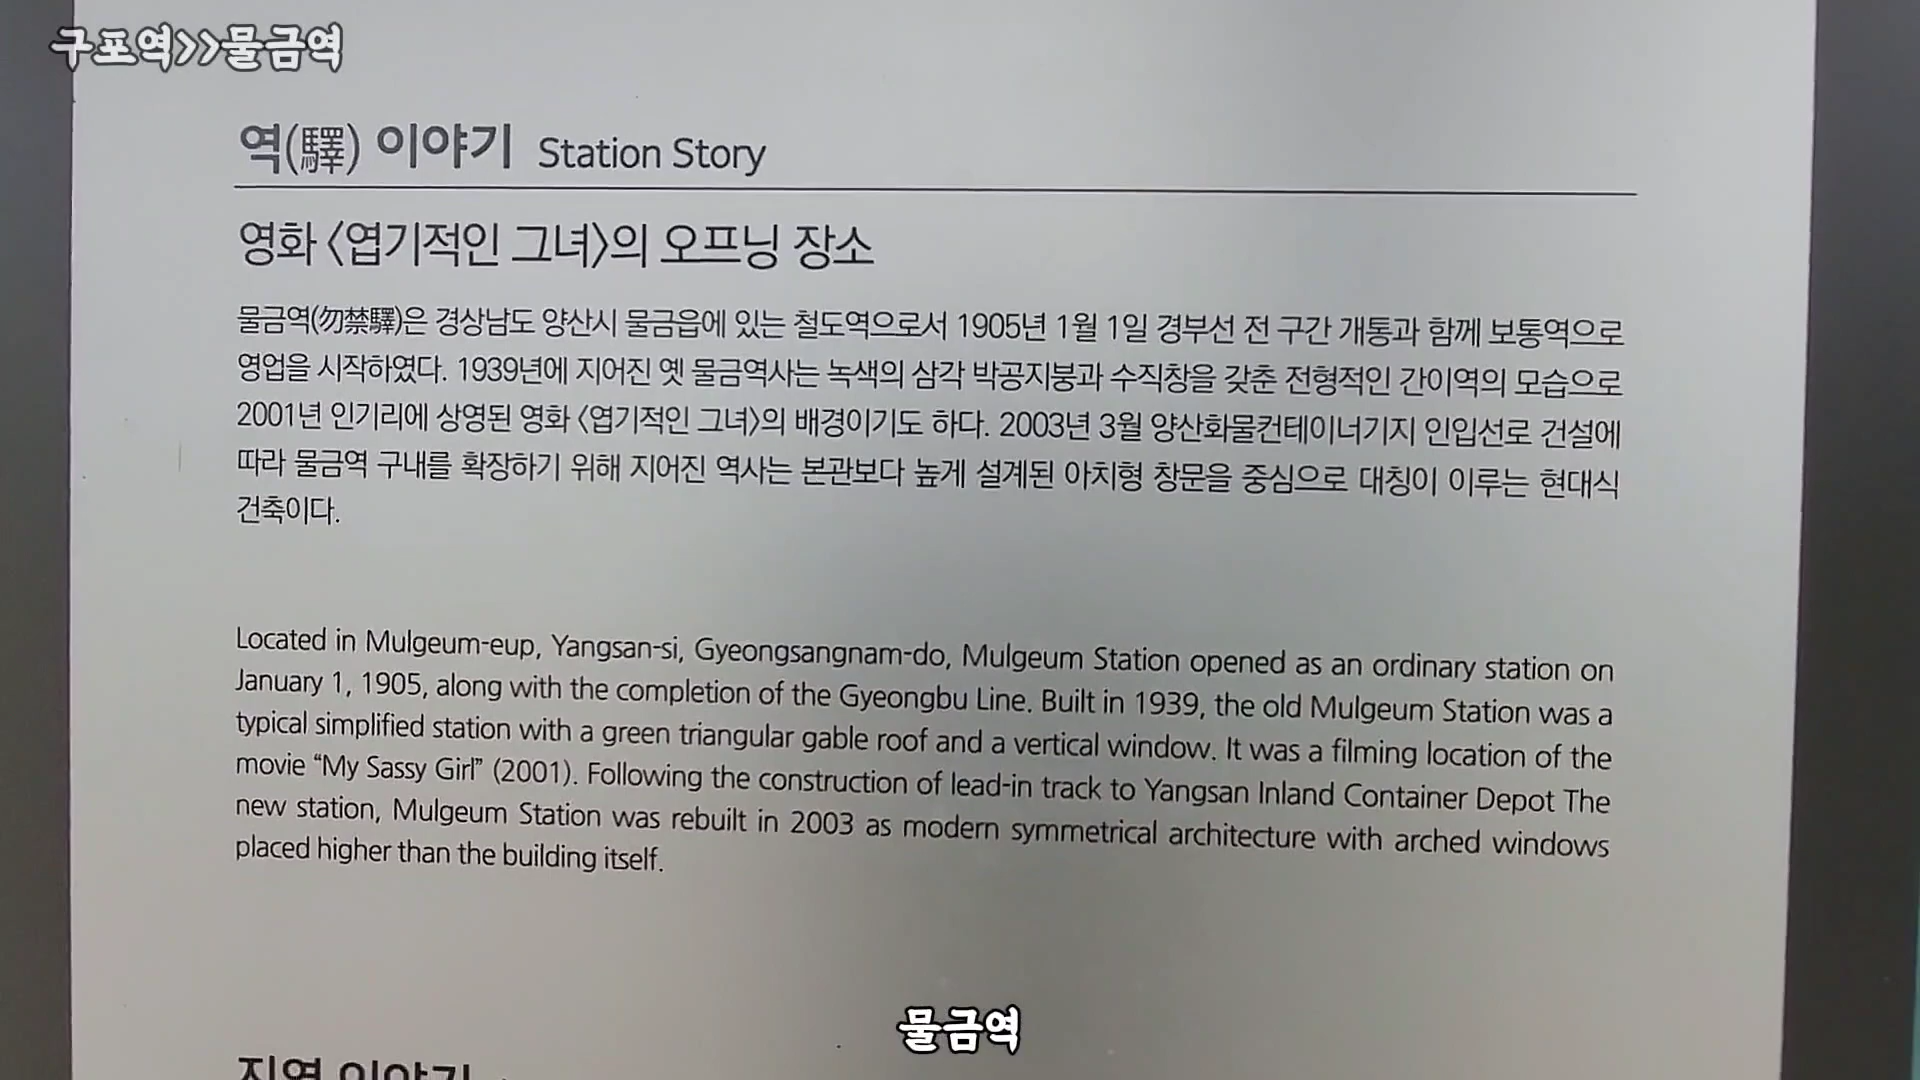 구포역>>물금역
역(驛) 이야기 Station Story
영화 <엽기적인 그녀>의 오프닝 장소
물금역(勿禁驛)은 경상남도 양산시 물금읍에 있는 철도역으로서 1905년 1월 1일 경부선 전 구간 개통과 함께 보통역으로
영업을 시작하였다. 1939년에 지어진 옛 물금역사는 녹색의 삼각 박공지붕과 수직창을 갖춘 전형적인 간이역의 모습으로
2001년 인기리에 상영된 영화 <엽기적인 그녀>의 배경이기도 하다. 2003년 3월 양산화물컨테이너기지 인입선로 건설에
따라 물금역 구내를 확장하기 위해 지어진 역사는 본관보다 높게 설계된 아치형 창문을 중심으로 대칭이 이루는 현대식
건축이다.
Located in Mulgeum-eup, Yangsan-si, Gyeongsangnam-do, Mulgeum Station opened as an ordinary station on
January 1, 1905, along with the completion of the Gyeongbu Line. Built in 1939, the old Mulgeum Station was a
typical simplified station with a green triangular gable roof and a vertical window. It was a filming location of the
movie “My Sassy Girl” (2001). Following the construction of lead-in track to Yangsan Inland Container Depot The
new station, Mulgeum Station was rebuilt in 2003 as modern symmetrical architecture with arched windows
placed higher than the building itself.
물금역
지역 이야기